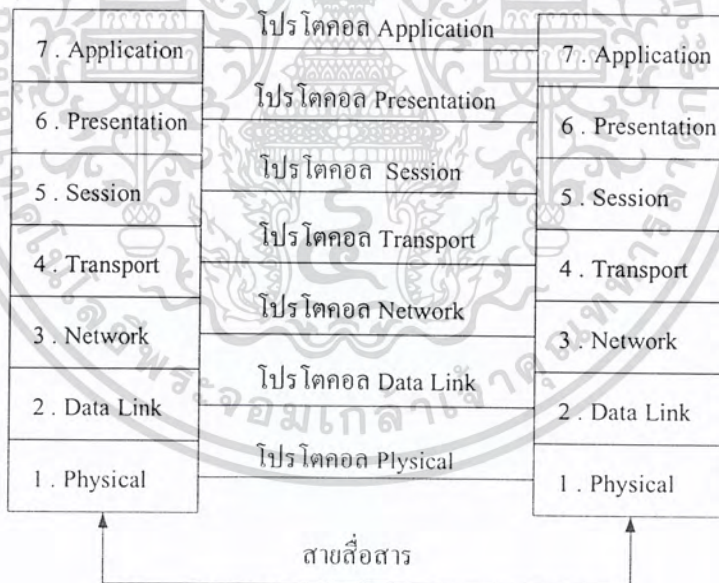 โปรโตคอล Application
7 . Application 7 . Application
โปรโตคอล Presentation
6 . Presentation 6 . Presentation
โปรโตคอล Session
5 . Session 5 . Session
โปรโตคอล Transport
4 . Transport 4 . Transport
โปรโตคอล Network
3 . Network 3 . Network
โปรโตคอล Data Link
2 . Data Link 2 . Data Link
โปรโตคอล Plysical
1 . Physical 1 . Physical
สายสื่อสาร